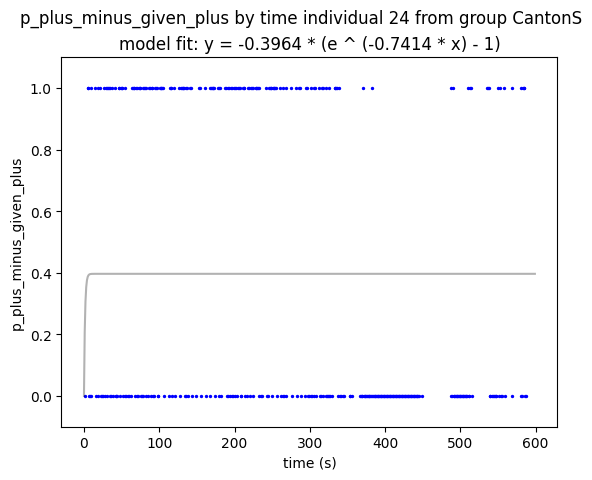 p_plus_minus_given_plus by time individual 24 from group CantonS
model fit: y = -0.3964 * (e ^ (-0.7414 * x) - 1)
1.0
0.8
0.6
0.4
0.2
0.0
p_plus_minus_given_plus
0 100 200 300 400 500 600
time (s)